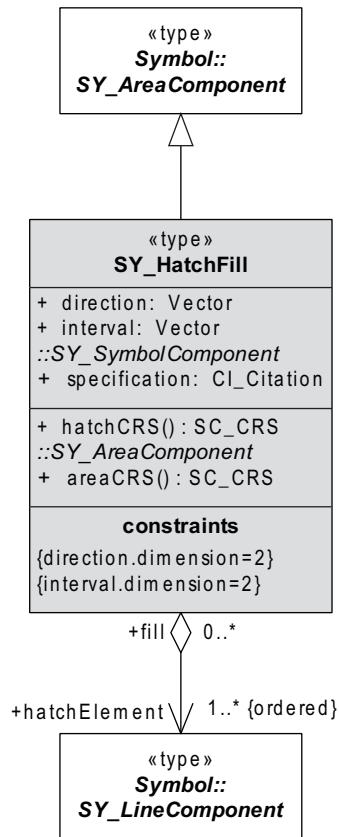 «type»
Symbol::
SY_AreaComponent
«type»
SY_HatchFill
+ direction: Vector
+ interval: Vector
::SY_SymbolComponent
+ specification: CI_Citation
+ hatchCRS() : SC_CRS
::SY_AreaComponent
+ areaCRS() : SC_CRS
constraints
{direction.dimension=2}
{interval.dimension=2}
+fill 0..*
+hatchElement 1..* {ordered}
«type»
Symbol::
SY_LineComponent